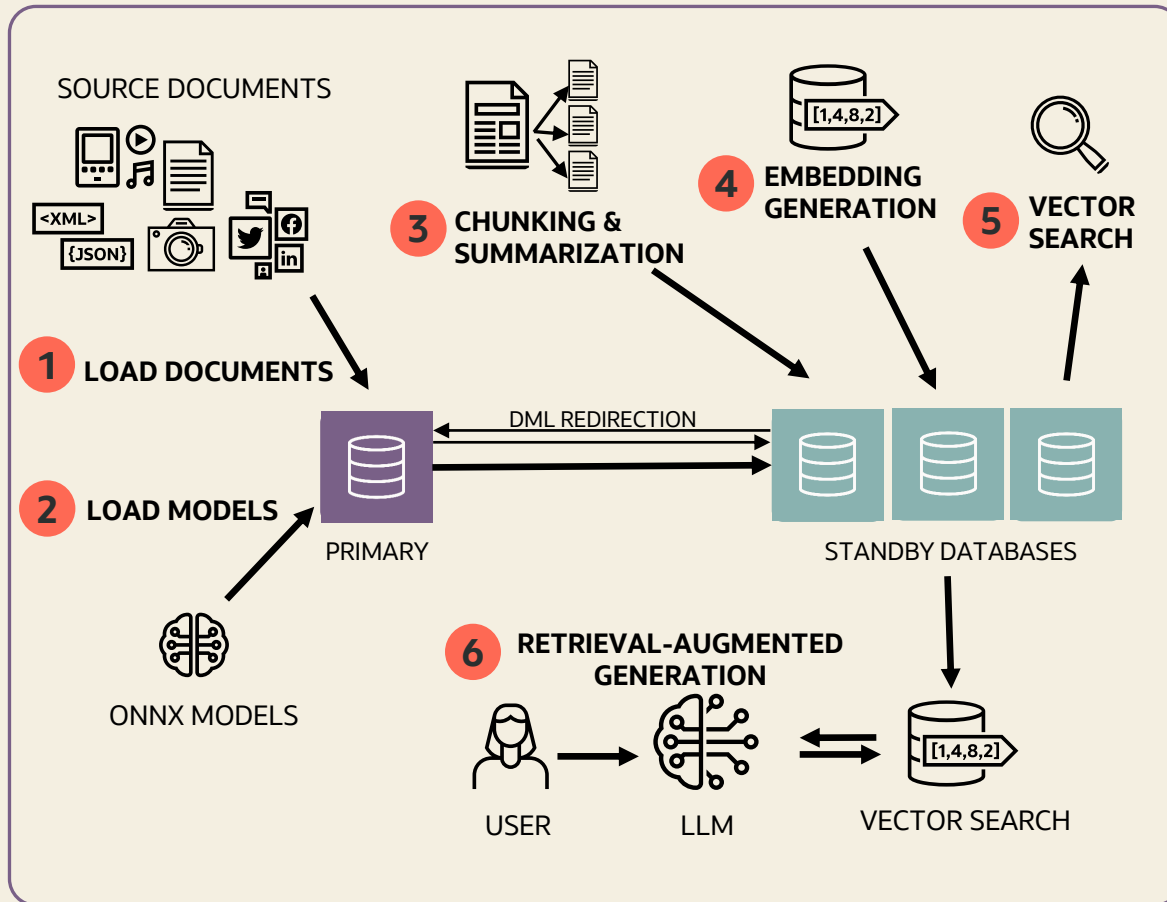 SOURCE DOCUMENTS
<XML>
{JSON}
in
1
LOAD DOCUMENTS
2
LOAD MODELS
ONNX MODELS
PRIMARY
DML REDIRECTION
3
CHUNKING &
SUMMARIZATION
[1,4,8,2]
4
EMBEDDING
GENERATION
5
VECTOR
SEARCH
STANDBY DATABASES
6
RETRIEVAL-AUGMENTED
GENERATION
USER
LLM
[1,4,8,2]
VECTOR SEARCH